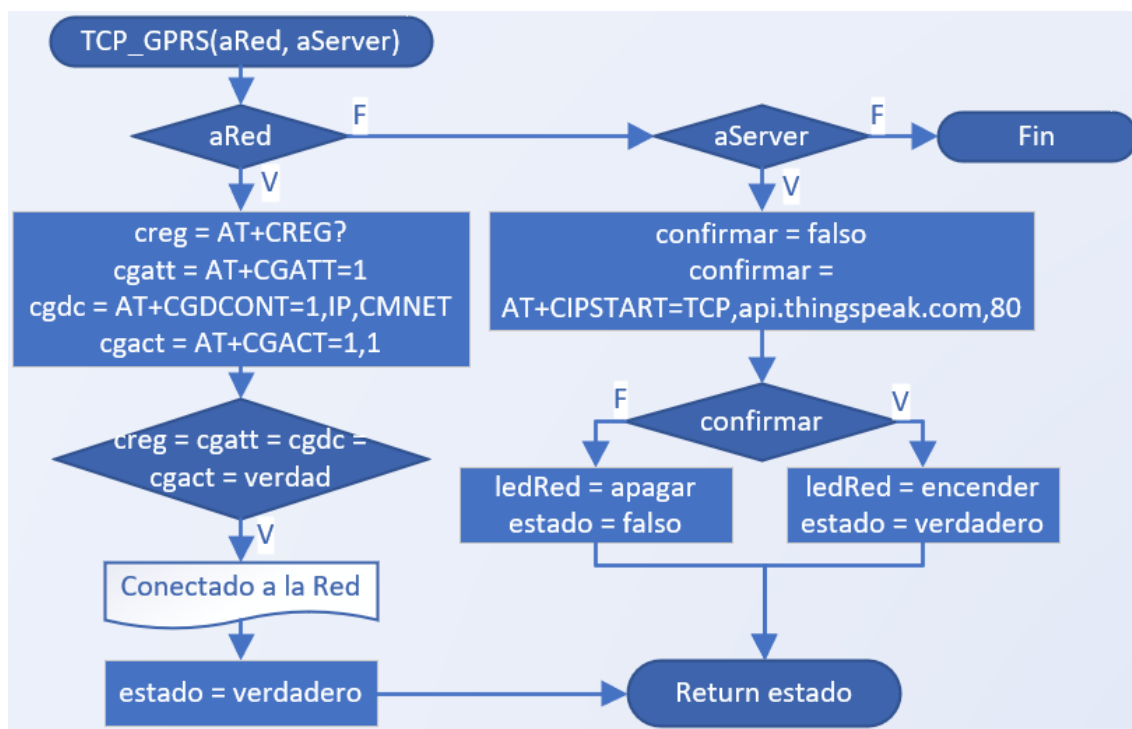 TCP_GPRS(aRed, aServer)
aRed
F
V
aServer
F
Fin
V
creg = AT+CREG?
cgatt = AT+CGATT=1
cgdc = AT+CGDCONT=1,IP,CMNET
cgact = AT+CGACT=1,1
confirmar = falso
confirmar =
AT+CIPSTART=TCP,api.thingspeak.com,80
creg = cgatt = cgdc =
cgact = verdad
V
confirmar
F
V
ledRed = apagar
estado = falso
ledRed = encender
estado = verdadero
Conectado a la Red
estado = verdadero
Return estado